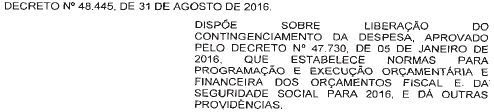 DECRETO Nº 48.445, DE 31 DE AGOSTO DE 2016.
DISPÕE SOBRE LIBERAÇÃO DO
CONTINGENCIAMENTO DA DESPESA, APROVADO
PELO DECRETO Nº 47.730, DE 05 DE JANEIRO DE
2016, QUE ESTABELECE NORMAS PARA
PROGRAMAÇÃO E EXECUÇÃO ORÇAMENTÁRIA E
FINANCEIRA DOS ORÇAMENTOS FISCAL E DA
SEGURIDADE SOCIAL PARA 2016, E DÁ OUTRAS
PROVIDÊNCIAS.